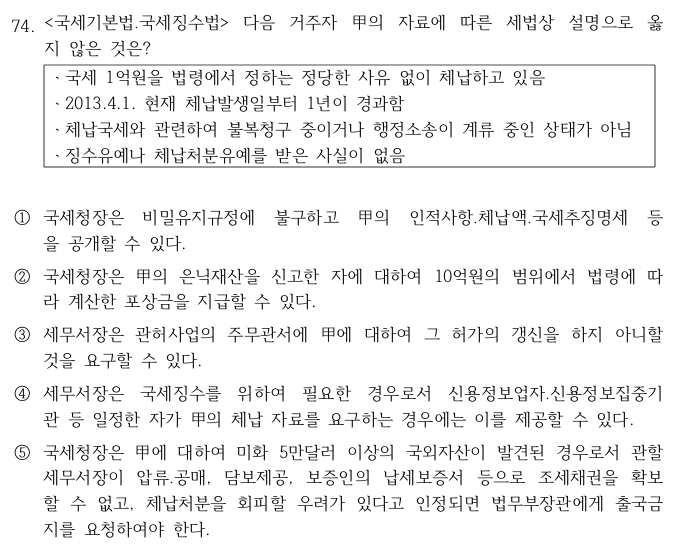 74. <국세기본법.국세징수법> 다음 거주자 甲의 자료에 따른 세법상 설명으로 옳
지 않은 것은?
、국세 1억원을 법령에서 정하는 정당한 사유 없이 체납하고 있음
、2013.4.1. 현재 체납발생일부터 1년이 경과함
、체납국세와 관련하여 불복청구 중이거나 행정소송이 계류 중인 상태가 아님
、징수유예나 체납처분유예를 받은 사실이 없음
① 국세청장은 비밀유지규정에 불구하고 甲의 인적사항.체납액.국세추징명세 등
을 공개할 수 있다.
② 국세청장은 甲의 은닉재산을 신고한 자에 대하여 10억원의 범위에서 법령에 따
라 계산한 포상금을 지급할 수 있다.
③ 세무서장은 관허사업의 주무관서에 甲에 대하여 그 허가의 갱신을 하지 아니할
것을 요구할 수 있다.
④ 세무서장은 국세징수를 위하여 필요한 경우로서 신용정보업자.신용정보집중기
관 등 일정한 자가 甲의 체납 자료를 요구하는 경우에는 이를 제공할 수 있다.
⑤ 국세청장은 甲에 대하여 미화 5만달러 이상의 국외자산이 발견된 경우로서 관할
세무서장이 압류.공매, 담보제공, 보증인의 납세보증서 등으로 조세채권을 확보
할 수 없고, 체납처분을 회피할 우려가 있다고 인정되면 법무부장관에게 출국금
지를 요청하여야 한다.